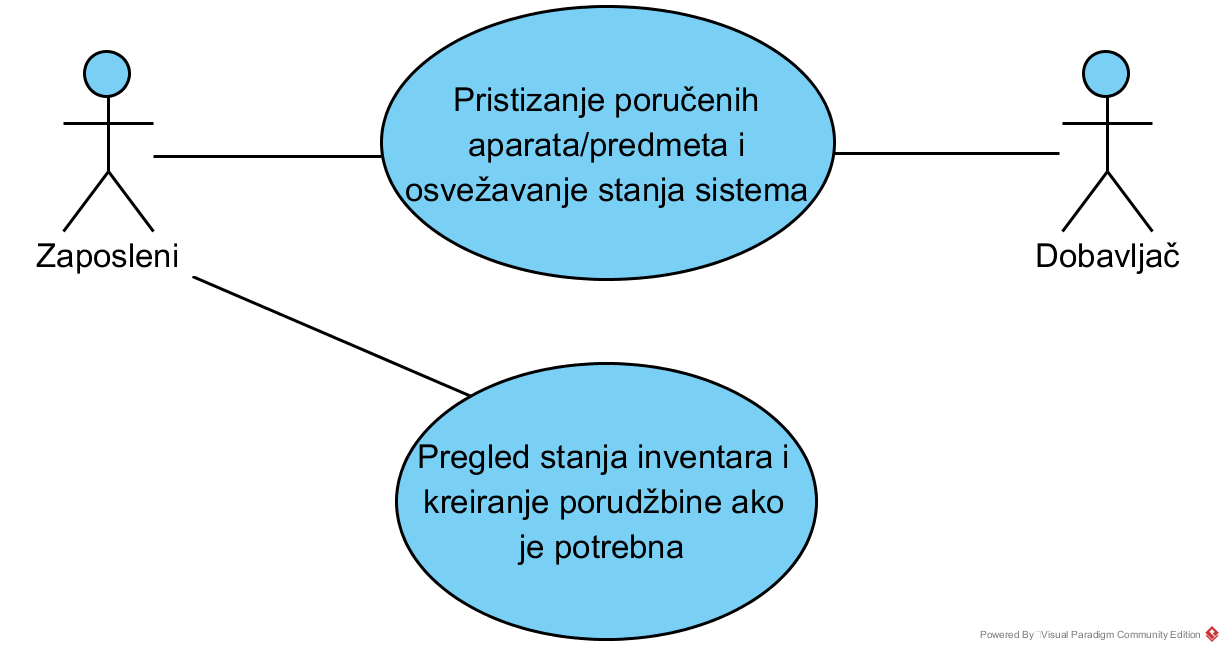 Pristizanje poručenih
aparata/predmeta i
osvežavanje stanja sistema
Zaposleni
Dobavljač
Pregled stanja inventara i
kreiranje porudžbine ako
je potrebna
Powered By Visual Paradigm Community Edition